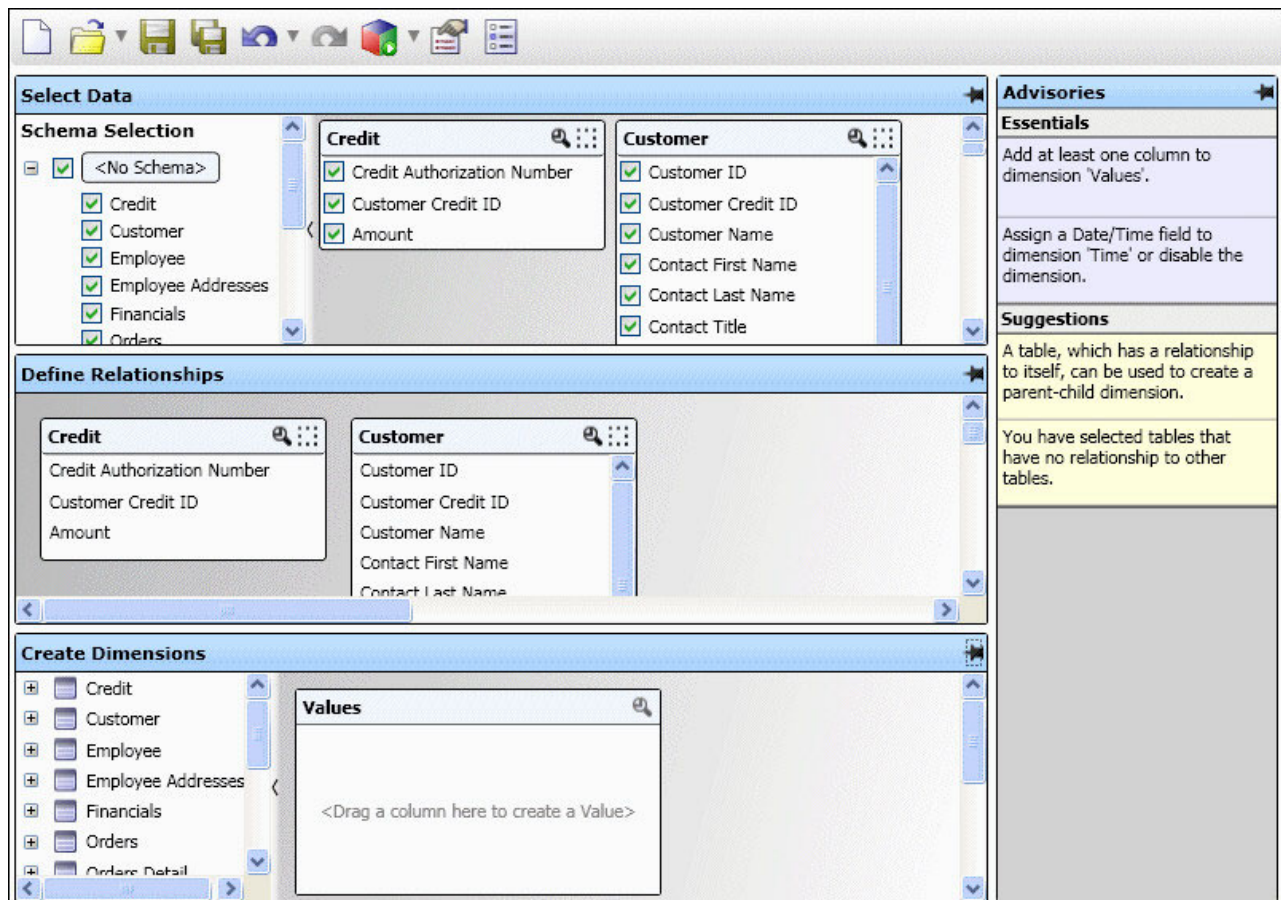 Select Data
Schema Selection
<No Schema>
Credit
Customer
Employee
Employee Addresses
Financials
Orders
Credit
Credit Authorization Number
Customer Credit ID
Amount
Customer
Customer ID
Customer Credit ID
Customer Name
Contact First Name
Contact Last Name
Contact Title
Define Relationships
Credit
Credit Authorization Number
Customer Credit ID
Amount
Customer
Customer ID
Customer Credit ID
Customer Name
Contact First Name
Contact Last Name
Create Dimensions
Credit
Customer
Employee
Employee Addresses
Financials
Orders
Orders Detail
Values
<Drag a column here to create a Value>
Advisories
Essentials
Add at least one column to
dimension 'Values'.
Assign a Date/Time field to
dimension 'Time' or disable the
dimension.
Suggestions
A table, which has a relationship
to itself, can be used to create a
parent-child dimension.
You have selected tables that
have no relationship to other
tables.